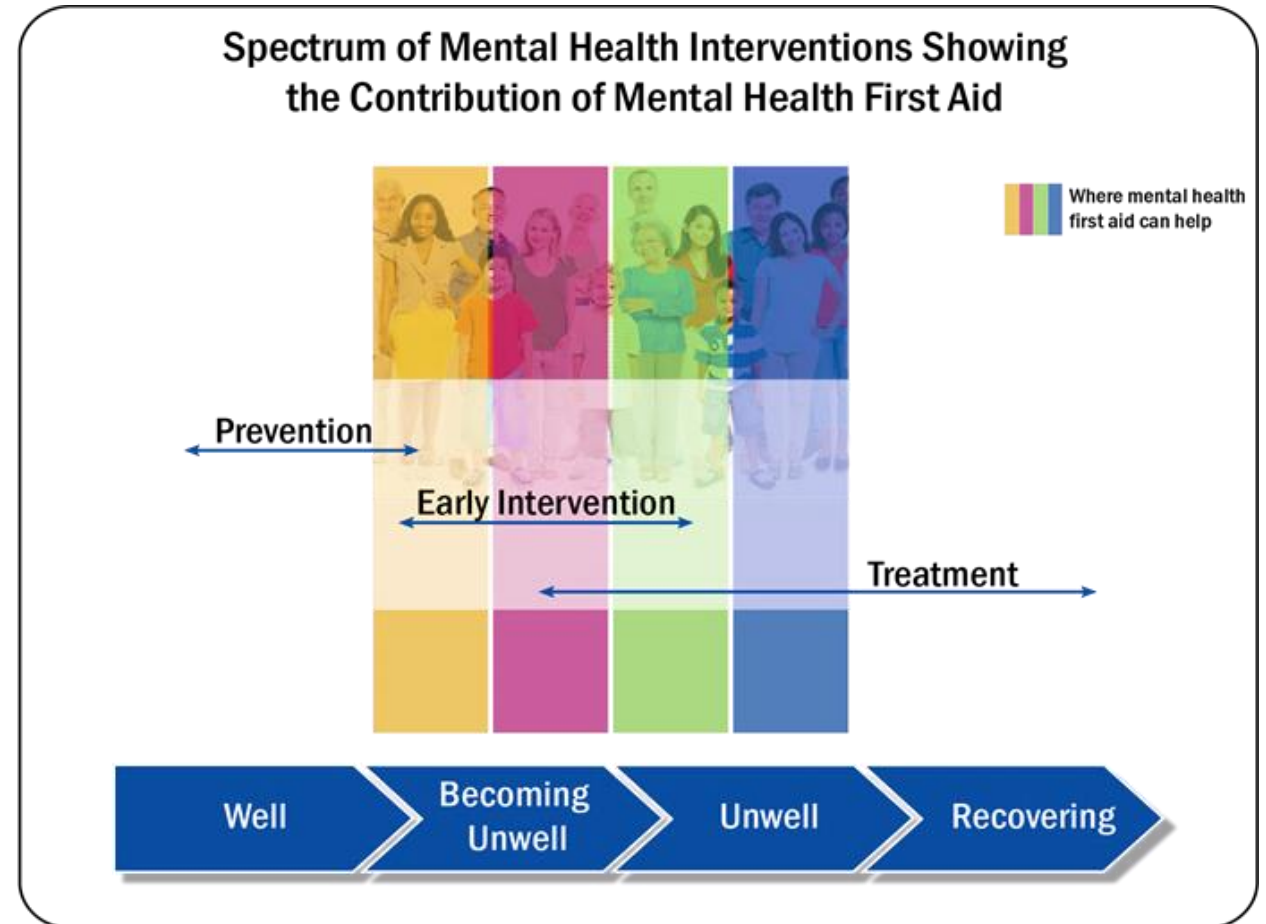 Spectrum of Mental Health Interventions Showing
the Contribution of Mental Health First Aid
Where mental health
first aid can help
Prevention
Early Intervention
Treatment
Well
Becoming
Unwell
Unwell
Recovering